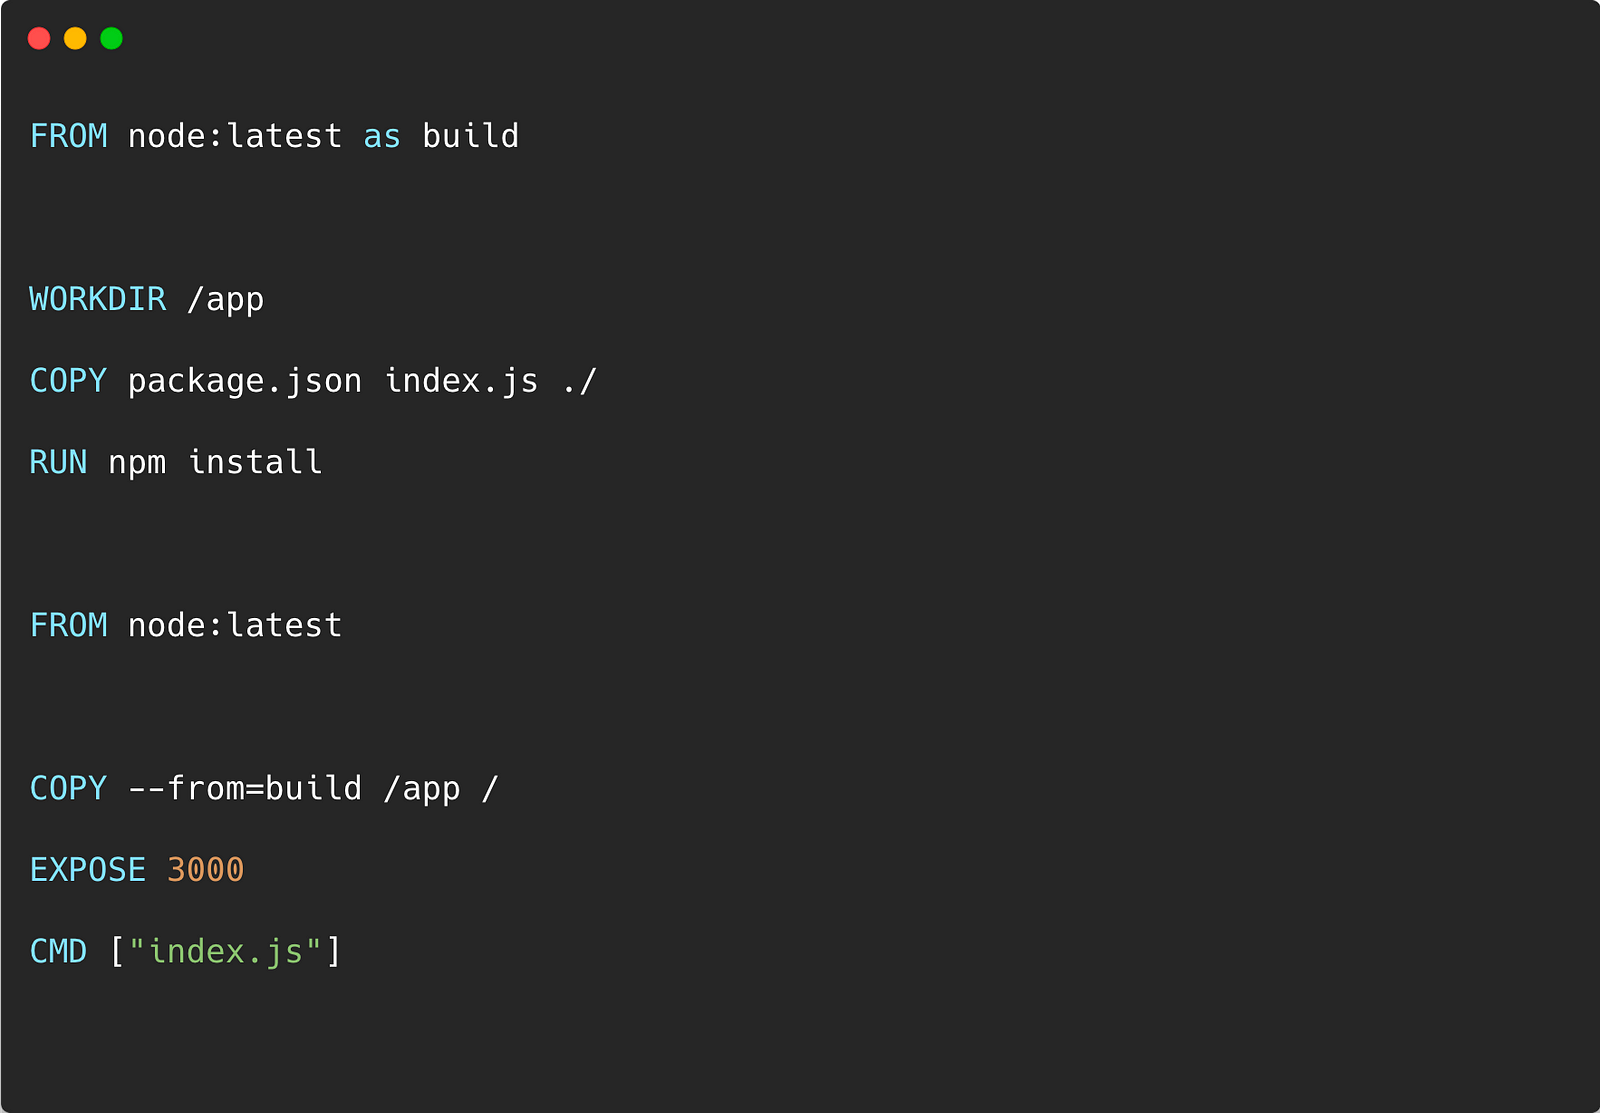 FROM node:latest as build
WORKDIR /app
COPY package.json index.js ./
RUN npm install
FROM node:latest
COPY --from=build /app /
EXPOSE 3000
CMD ["index.js"]